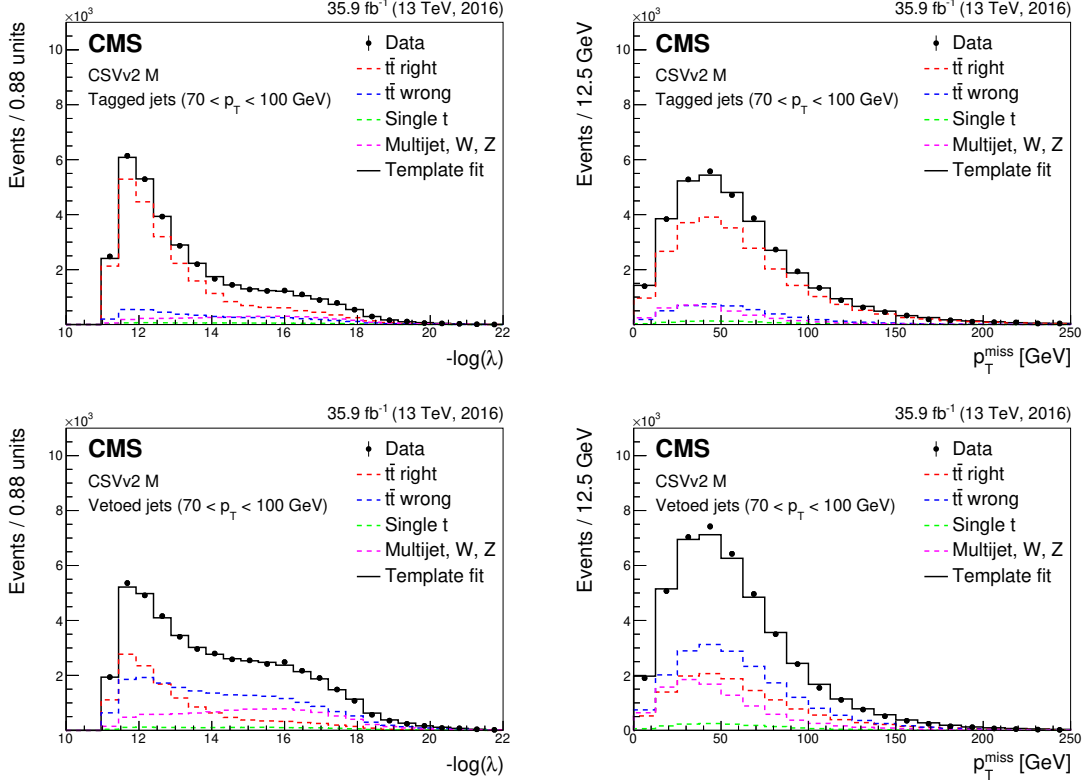 35.9 fb⁻¹ (13 TeV, 2016)
×10³
CMS
CSVv2 M
Tagged jets (70 < p_T < 100 GeV)
Data
tt̄ right
tt̄ wrong
Single t
Multijet, W, Z
Template fit
Events / 0.88 units
10
8
6
4
2
10 12 14 16 18 20 22
-log(λ)
35.9 fb⁻¹ (13 TeV, 2016)
×10³
CMS
CSVv2 M
Tagged jets (70 < p_T < 100 GeV)
Data
tt̄ right
tt̄ wrong
Single t
Multijet, W, Z
Template fit
Events / 12.5 GeV
10
8
6
4
2
0 50 100 150 200 250
p_T^miss [GeV]
35.9 fb⁻¹ (13 TeV, 2016)
×10³
CMS
CSVv2 M
Vetoed jets (70 < p_T < 100 GeV)
Data
tt̄ right
tt̄ wrong
Single t
Multijet, W, Z
Template fit
Events / 0.88 units
10
8
6
4
2
10 12 14 16 18 20 22
-log(λ)
35.9 fb⁻¹ (13 TeV, 2016)
×10³
CMS
CSVv2 M
Vetoed jets (70 < p_T < 100 GeV)
Data
tt̄ right
tt̄ wrong
Single t
Multijet, W, Z
Template fit
Events / 12.5 GeV
10
8
6
4
2
0 50 100 150 200 250
p_T^miss [GeV]